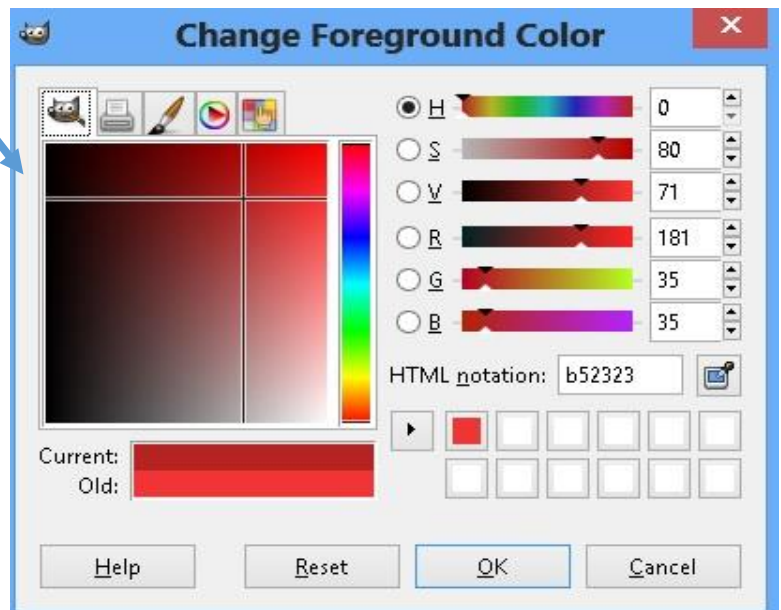 Change Foreground Color
H 0
S 80
V 71
R 181
G 35
B 35
HTML notation: b52323
Current:
Old:
Help Reset OK Cancel